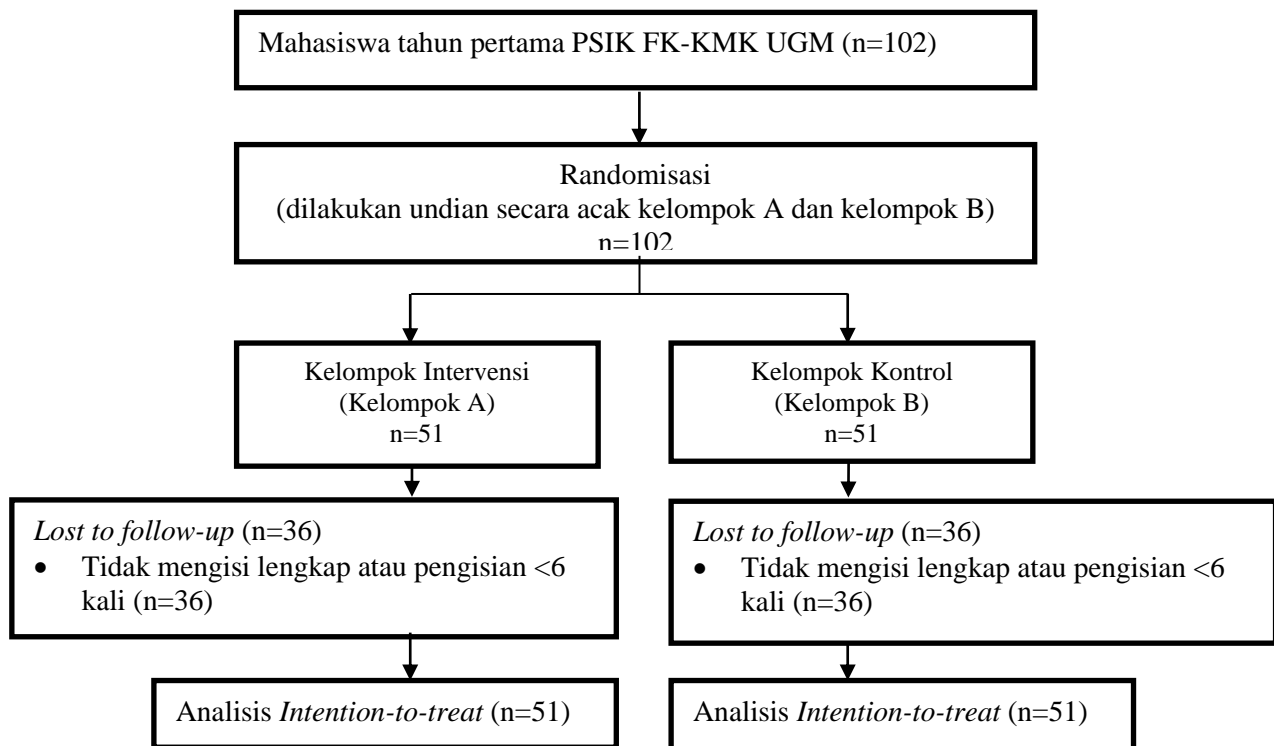 Mahasiswa tahun pertama PSIK FK-KMK UGM (n=102)
Randomisasi
(dilakukan undian secara acak kelompok A dan kelompok B)
n=102
Kelompok Intervensi
(Kelompok A)
n=51
Kelompok Kontrol
(Kelompok B)
n=51
Lost to follow-up (n=36)
• Tidak mengisi lengkap atau pengisian <6
kali (n=36)
Lost to follow-up (n=36)
• Tidak mengisi lengkap atau pengisian <6
kali (n=36)
Analisis Intention-to-treat (n=51)
Analisis Intention-to-treat (n=51)